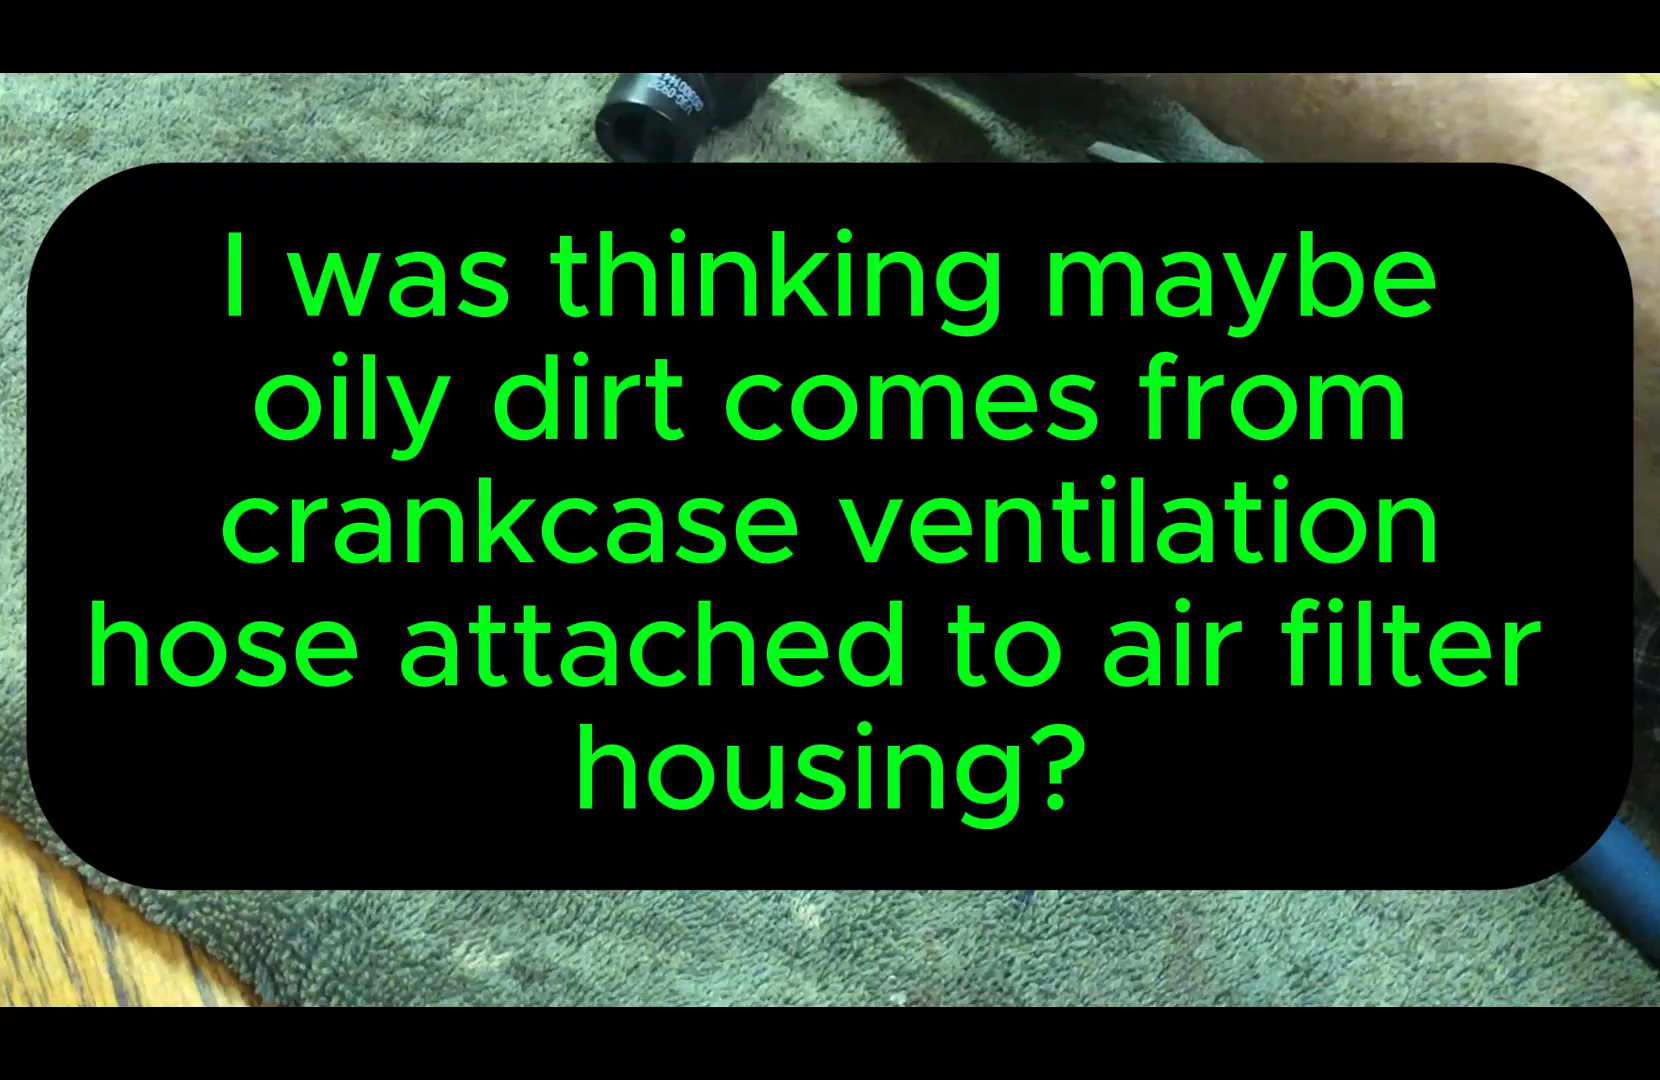 I was thinking maybe
oily dirt comes from
crankcase ventilation
hose attached to air filter
housing?